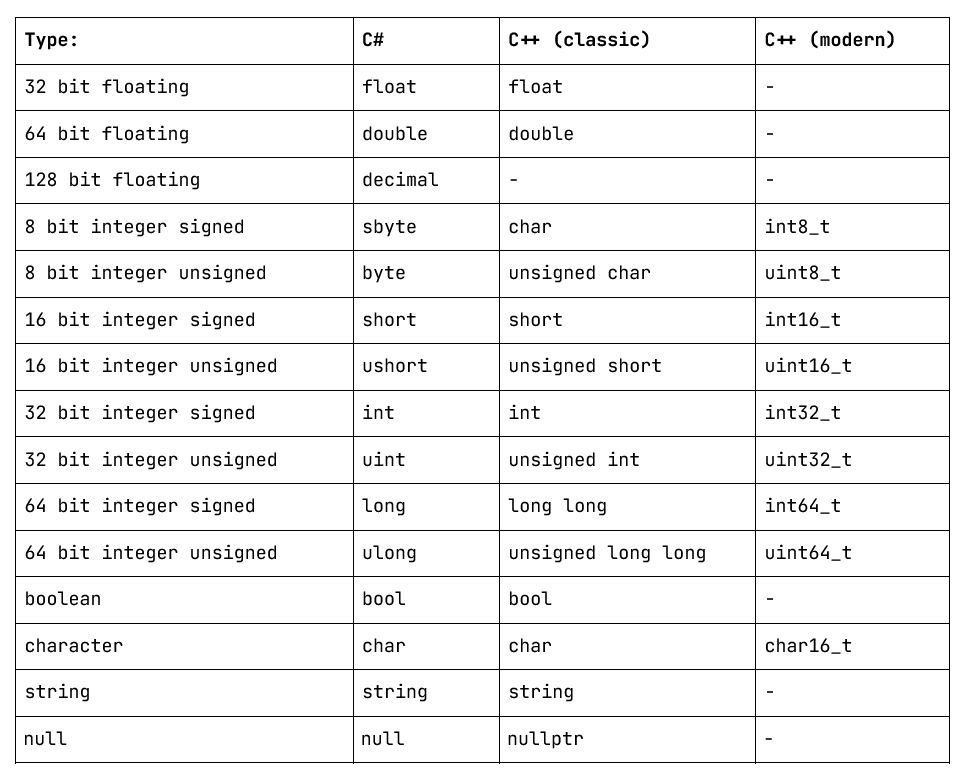 Type: C# C++ (classic) C++ (modern)
32 bit floating float float -
64 bit floating double double -
128 bit floating decimal - -
8 bit integer signed sbyte char int8_t
8 bit integer unsigned byte unsigned char uint8_t
16 bit integer signed short short int16_t
16 bit integer unsigned ushort unsigned short uint16_t
32 bit integer signed int int int32_t
32 bit integer unsigned uint unsigned int uint32_t
64 bit integer signed long long long int64_t
64 bit integer unsigned ulong unsigned long long uint64_t
boolean bool bool -
character char char char16_t
string string string -
null null nullptr -